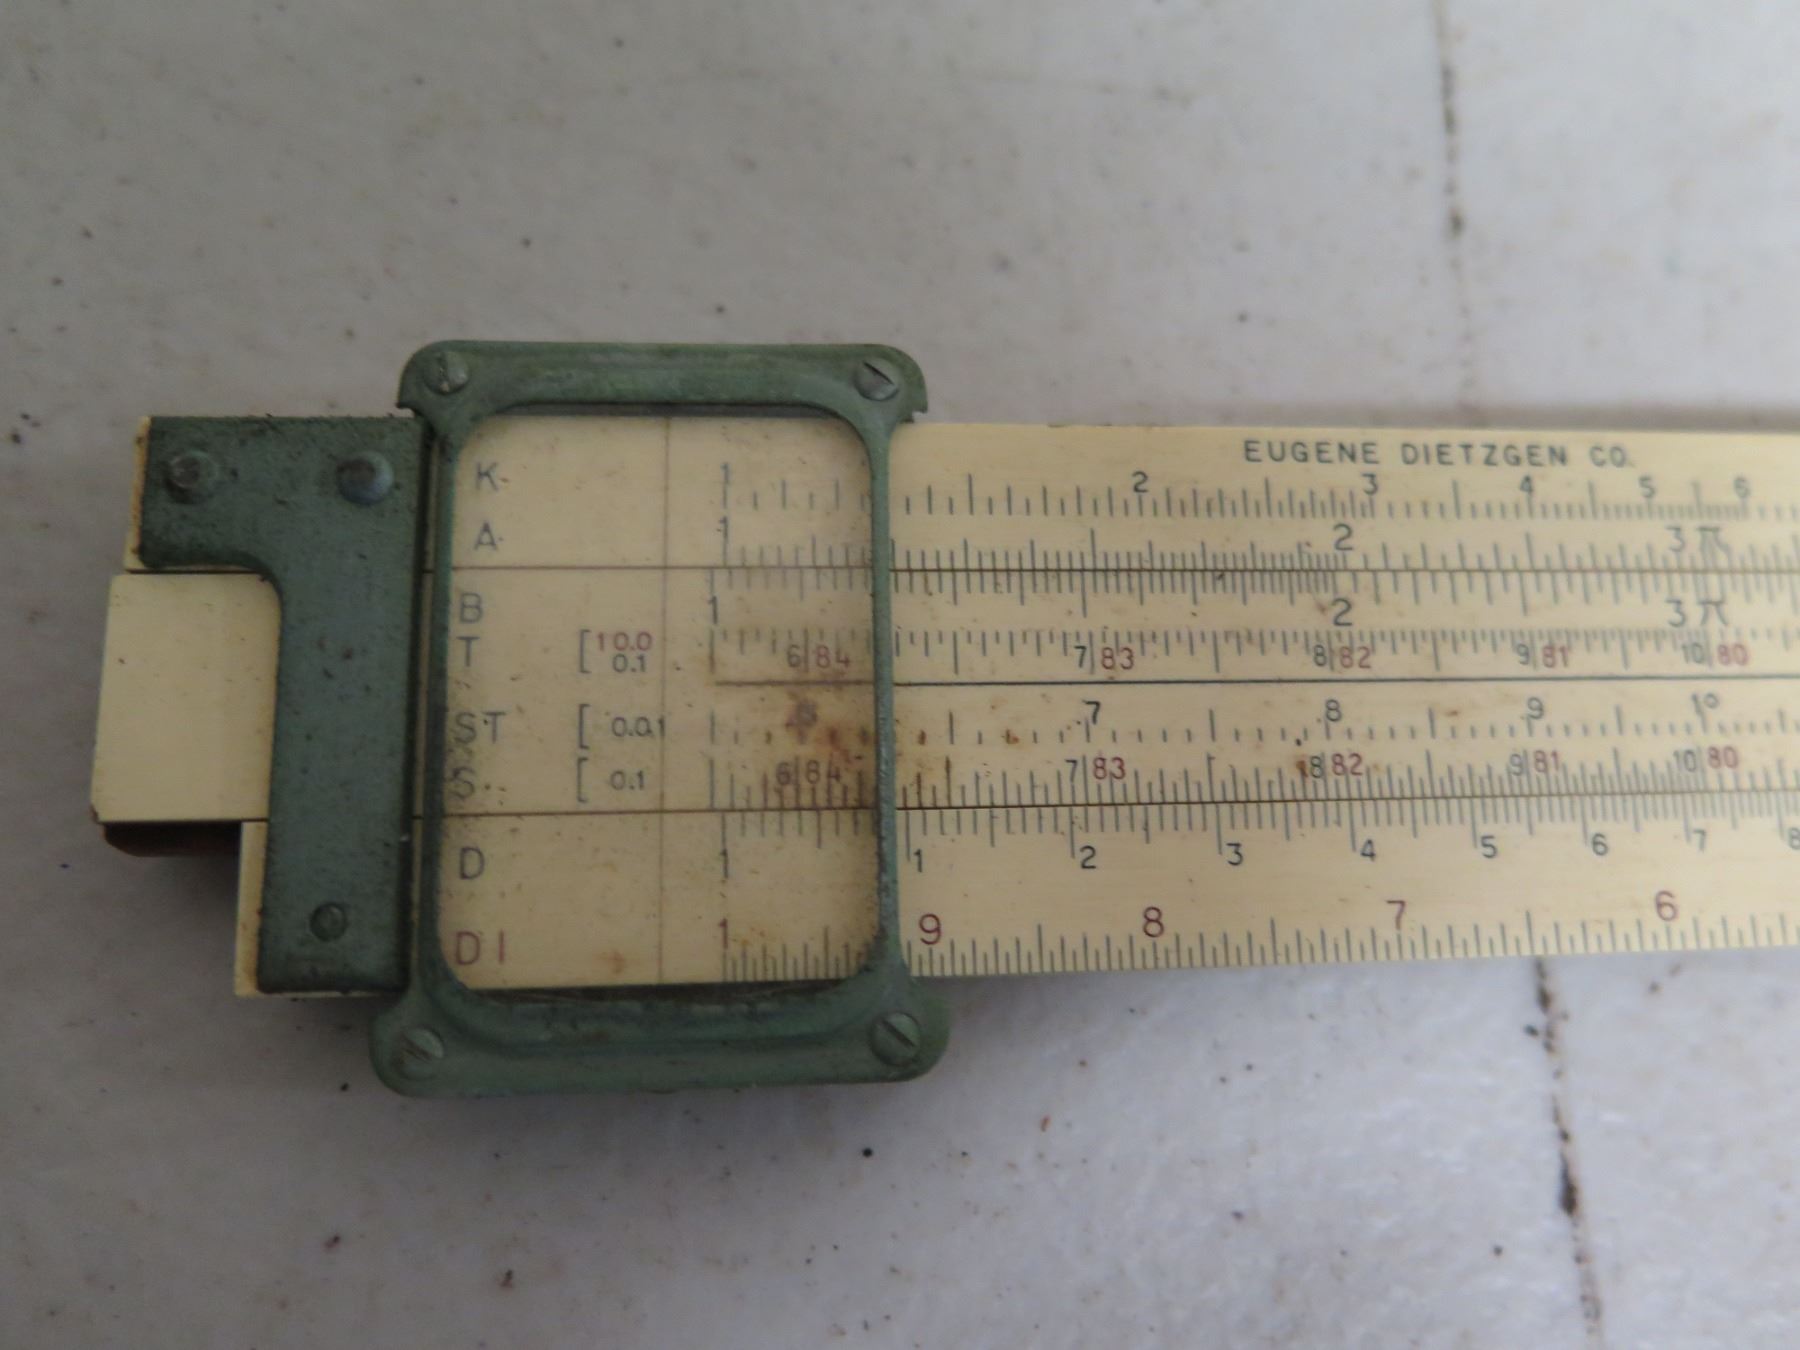 EUGENE DIETZGEN CO.
K 1 2 3 4 5 6
A 1 2 3 π
B 1 2 3 π
T [ 10.0 0.1 6|84 7|83 8|82 9|81 10|80
ST [ 0.01 7 8 9 1°
S [ 0.1 6|84 7|83 8|82 9|81 10|80
D 1 1 2 3 4 5 6 7 8
DI 1 9 8 7 6